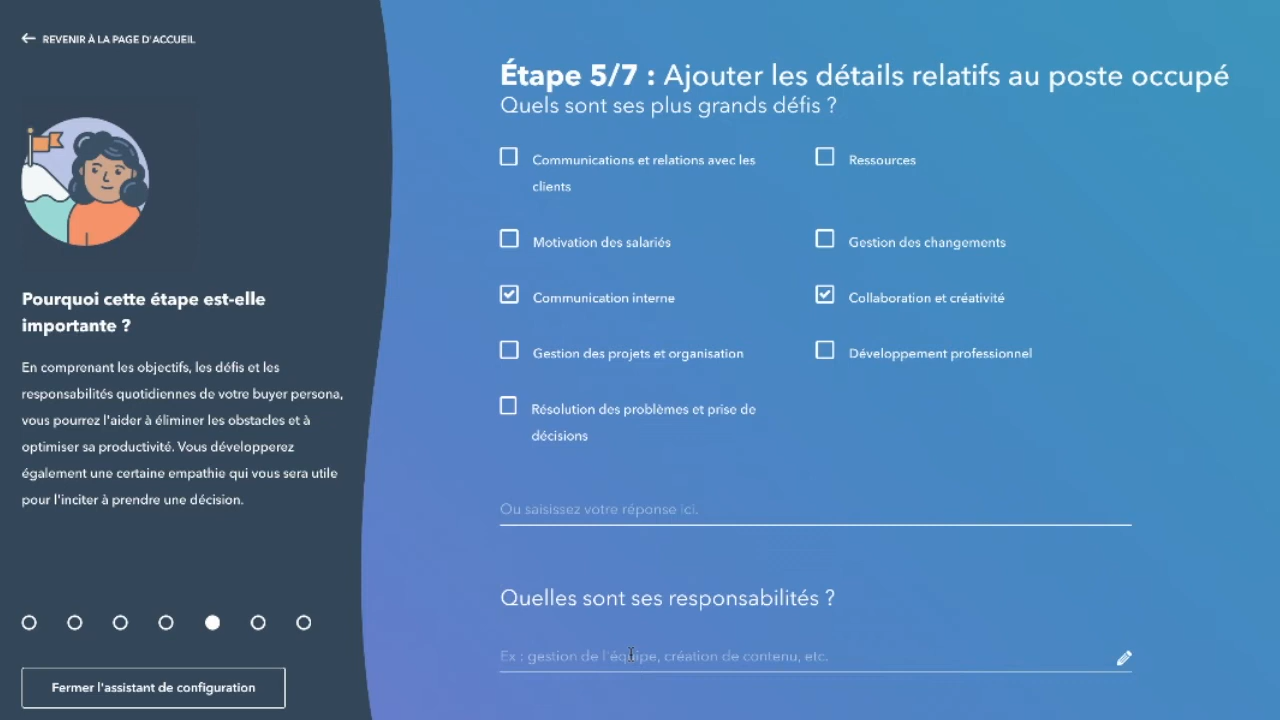 REVENIR À LA PAGE D'ACCUEIL
Pourquoi cette étape est-elle
importante ?
En comprenant les objectifs, les défis et les
responsabilités quotidiennes de votre buyer persona,
vous pourrez l'aider à éliminer les obstacles et à
optimiser sa productivité. Vous développerez
également une certaine empathie qui vous sera utile
pour l'inciter à prendre une décision.
Fermer l'assistant de configuration
Étape 5/7 : Ajouter les détails relatifs au poste occupé
Quels sont ses plus grands défis ?
Communications et relations avec les
clients
Ressources
Motivation des salariés
Gestion des changements
Communication interne
Collaboration et créativité
Gestion des projets et organisation
Développement professionnel
Résolution des problèmes et prise de
décisions
Ou saisissez votre réponse ici.
Quelles sont ses responsabilités ?
Ex : gestion de l'équipe, création de contenu, etc.